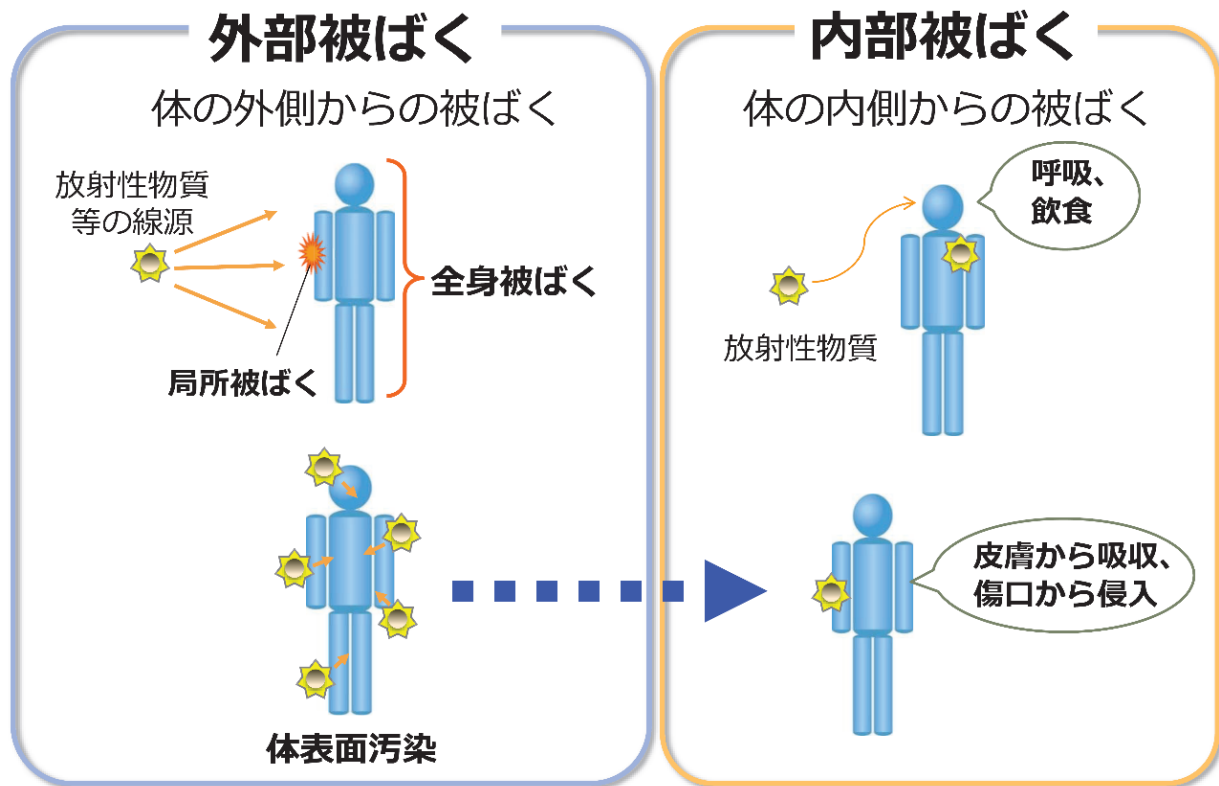 外部被ばく
体の外側からの被ばく
放射性物質
等の線源
全身被ばく
局所被ばく
体表面汚染
内部被ばく
体の内側からの被ばく
呼吸、
飲食
放射性物質
皮膚から吸収、
傷口から侵入